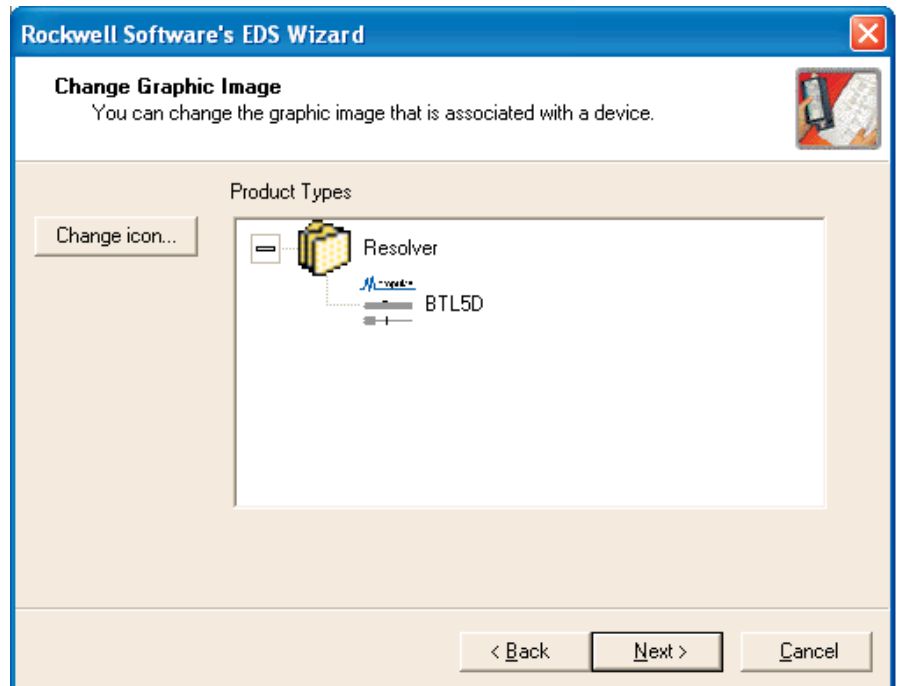 Rockwell Software's EDS Wizard
Change Graphic Image
You can change the graphic image that is associated with a device.
Product Types
Change icon...
Resolver
BTL5D
< Back
Next >
Cancel